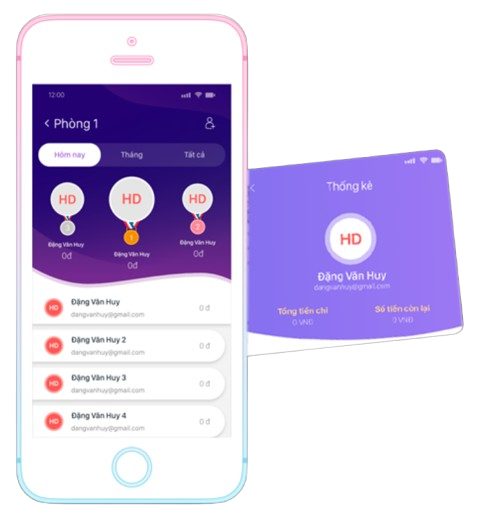 12:00
Phòng 1
Hôm nay
Tháng
Tất cả
HD
HD
HD
1
2
Đặng Văn Huy
0đ
Đặng Văn Huy
0đ
Đặng Văn Huy
0đ
HD
Đặng Văn Huy
dangvanhuy@gmail.com
0 đ
HD
Đặng Văn Huy 2
dangvanhuy@gmail.com
0 đ
HD
Đặng Văn Huy 3
dangvanhuy@gmail.com
0 đ
HD
Đặng Văn Huy 4
dangvanhuy@gmail.com
0 đ
Thống kê
HD
Đặng Văn Huy
dangvanhuy@gmail.com
Tổng tiền chi
0 VNĐ
Số tiền còn lại
0 VNĐ